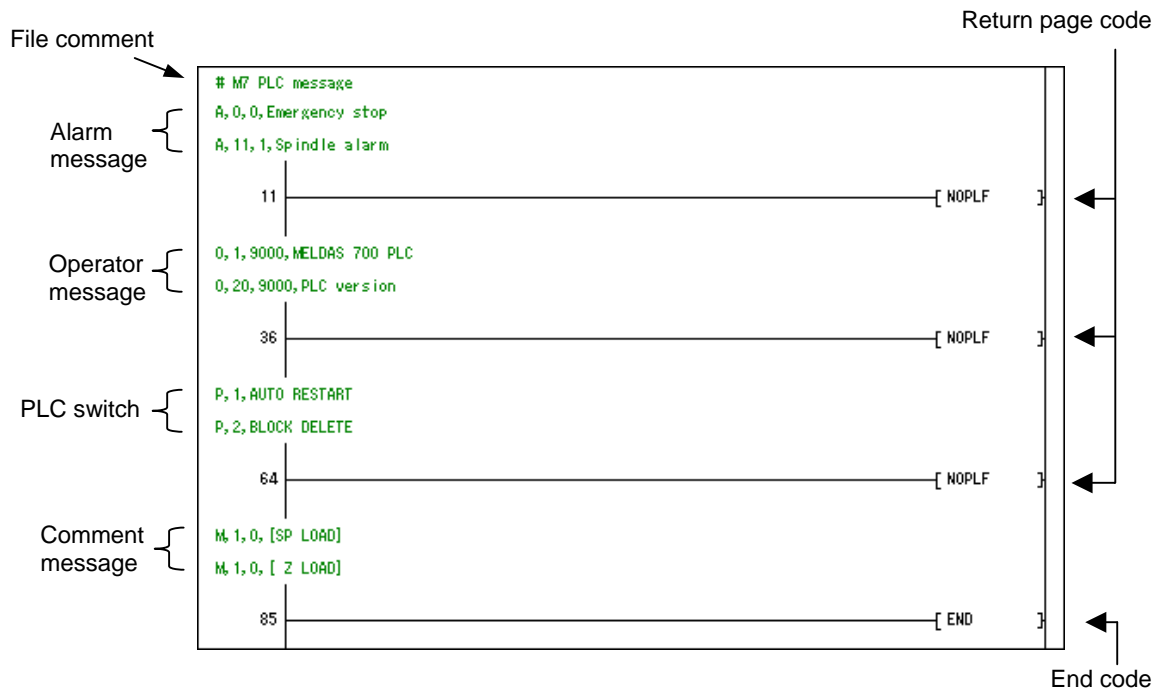 Return page code
File comment
# M7 PLC message
A,0,0,Emergency stop
Alarm
message
A,11,1,Spindle alarm
11
[ NOPLF ]
Operator
message
O,1,9000,MELDAS 700 PLC
O,20,9000,PLC version
36
[ NOPLF ]
PLC switch
P,1,AUTO RESTART
P,2,BLOCK DELETE
64
[ NOPLF ]
Comment
message
M,1,0,[SP LOAD]
M,1,0,[ Z LOAD]
85
[ END ]
End code